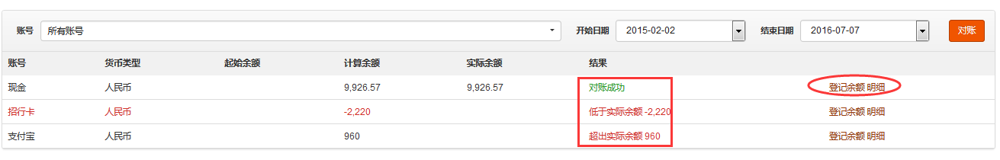 账号 所有账号 开始日期 2015-02-02 结束日期 2016-07-07 对账
账号 货币类型 起始余额 计算余额 实际余额 结果
现金 人民币 9,926.57 9,926.57 对账成功 登记余额 明细
招行卡 人民币 -2,220 低于实际余额 -2,220 登记余额 明细
支付宝 人民币 960 超出实际余额 960 登记余额 明细